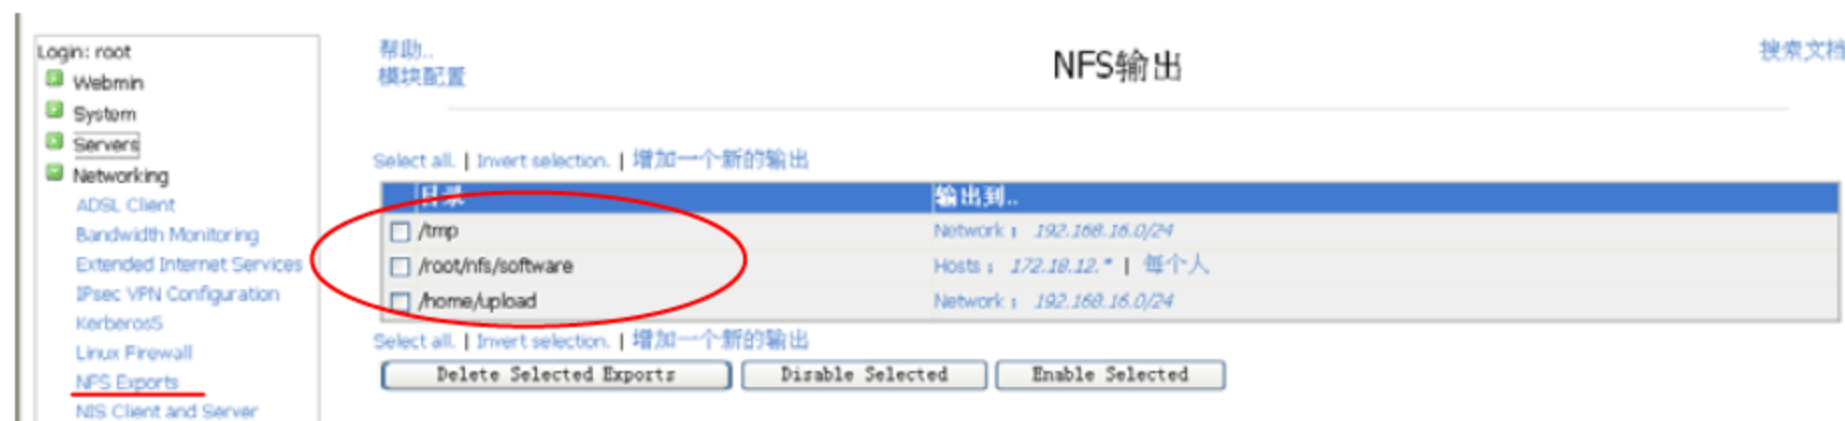 Login: root
Webmin
System
Servers
Networking
ADSL Client
Bandwidth Monitoring
Extended Internet Services
IPsec VPN Configuration
Kerberos5
Linux Firewall
NFS Exports
NIS Client and Server
帮助..
模块配置
NFS输出
搜索文档
Select all. | Invert selection. | 增加一个新的输出
目录 输出到..
/tmp Network： 192.168.16.0/24
/root/nfs/software Hosts： 172.18.12.* | 每个人
/home/upload Network： 192.168.16.0/24
Select all. | Invert selection. | 增加一个新的输出
Delete Selected Exports Disable Selected Enable Selected